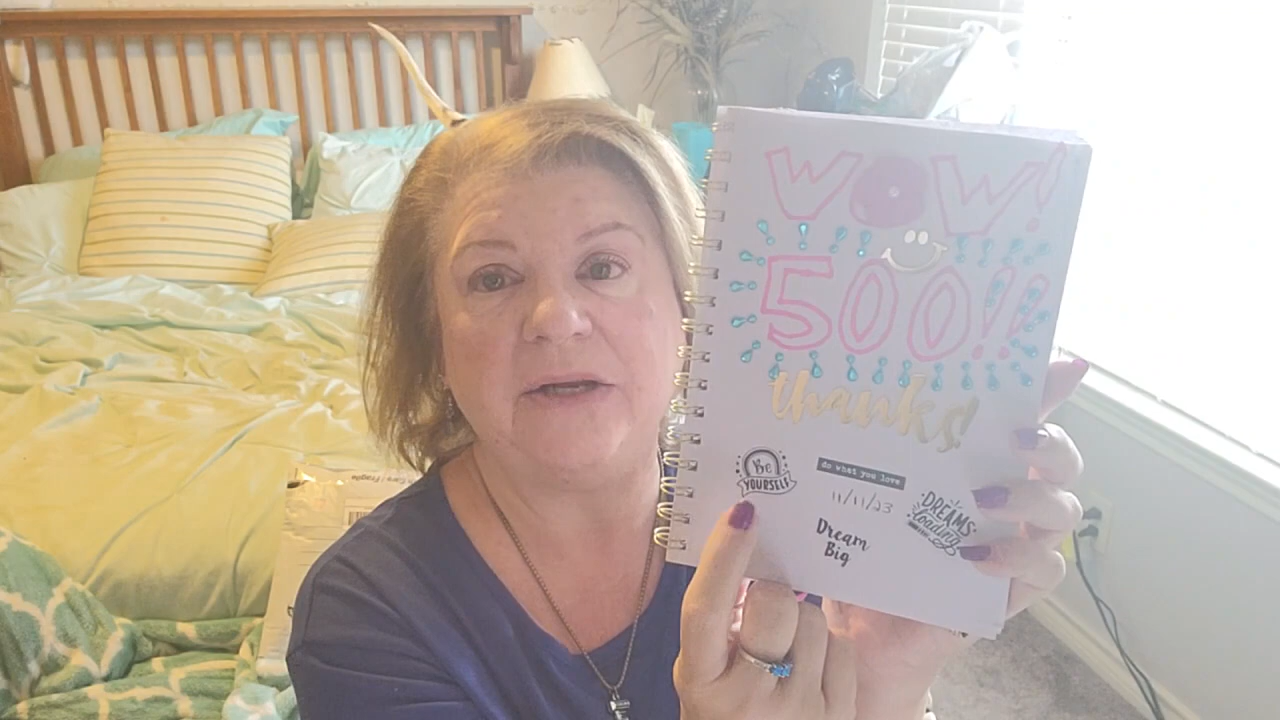 WOW!
500!!
thanks!
Be
YOURSELF
do what you love
11/11/23
DREAMS
loading
Dream
Big